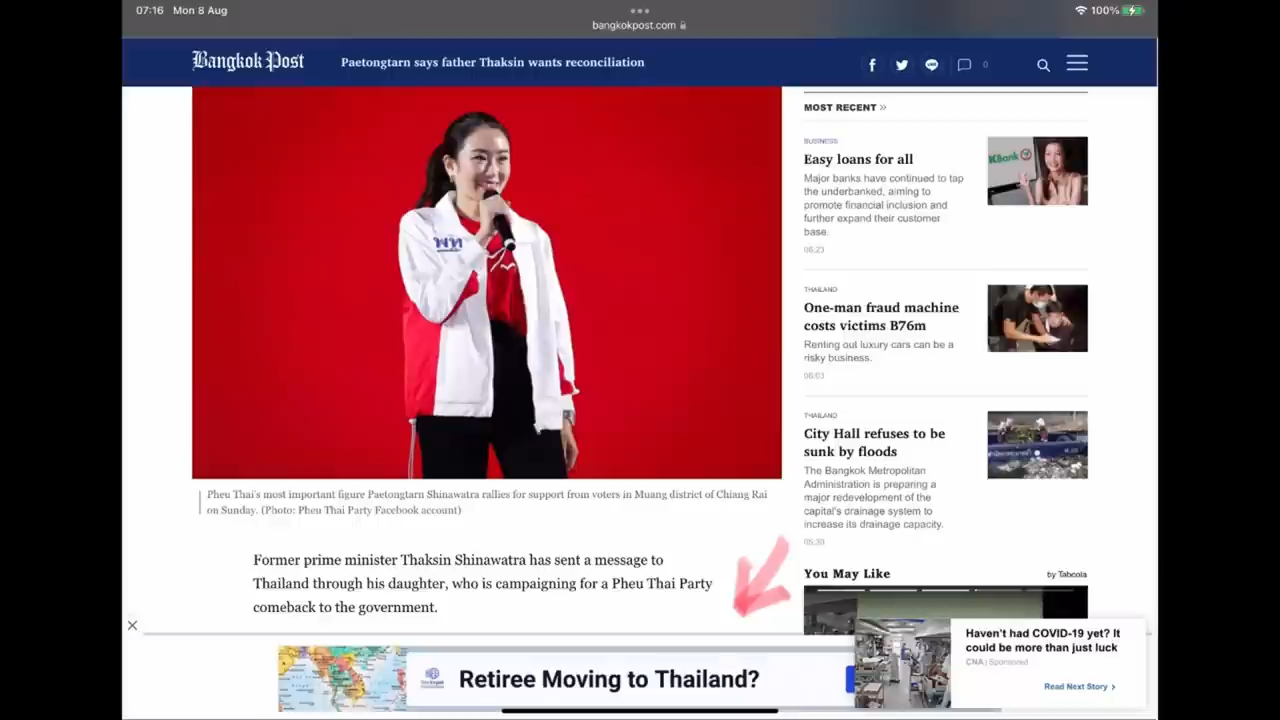 07:16 Mon 8 Aug
100%
bangkokpost.com
Bangkok Post
Paetongtarn says father Thaksin wants reconciliation
0
พท
Pheu Thai's most important figure Paetongtarn Shinawatra rallies for support from voters in Muang district of Chiang Rai
on Sunday. (Photo: Pheu Thai Party Facebook account)
Former prime minister Thaksin Shinawatra has sent a message to
Thailand through his daughter, who is campaigning for a Pheu Thai Party
comeback to the government.
MOST RECENT >>
BUSINESS
Easy loans for all
Major banks have continued to tap
the underbanked, aiming to
promote financial inclusion and
further expand their customer
base.
06:23
KBank
THAILAND
One-man fraud machine
costs victims B76m
Renting out luxury cars can be a
risky business.
06:03
THAILAND
City Hall refuses to be
sunk by floods
The Bangkok Metropolitan
Administration is preparing a
major redevelopment of the
capital's drainage system to
increase its drainage capacity.
05:30
You May Like
by Taboola
Haven't had COVID-19 yet? It
could be more than just luck
CNA | Sponsored
Read Next Story >
Retiree Moving to Thailand?